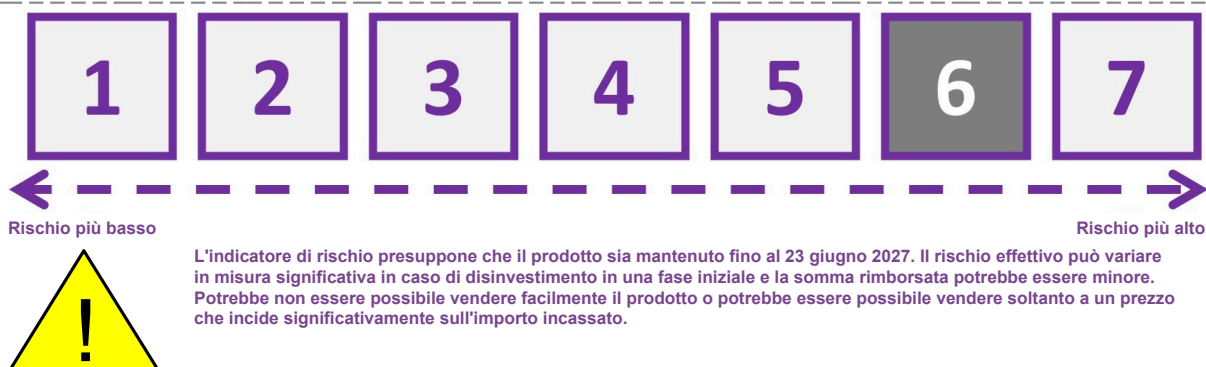 1 2 3 4 5 6 7
Rischio più basso Rischio più alto
L'indicatore di rischio presuppone che il prodotto sia mantenuto fino al 23 giugno 2027. Il rischio effettivo può variare
in misura significativa in caso di disinvestimento in una fase iniziale e la somma rimborsata potrebbe essere minore.
Potrebbe non essere possibile vendere facilmente il prodotto o potrebbe essere possibile vendere soltanto a un prezzo
che incide significativamente sull'importo incassato.
!